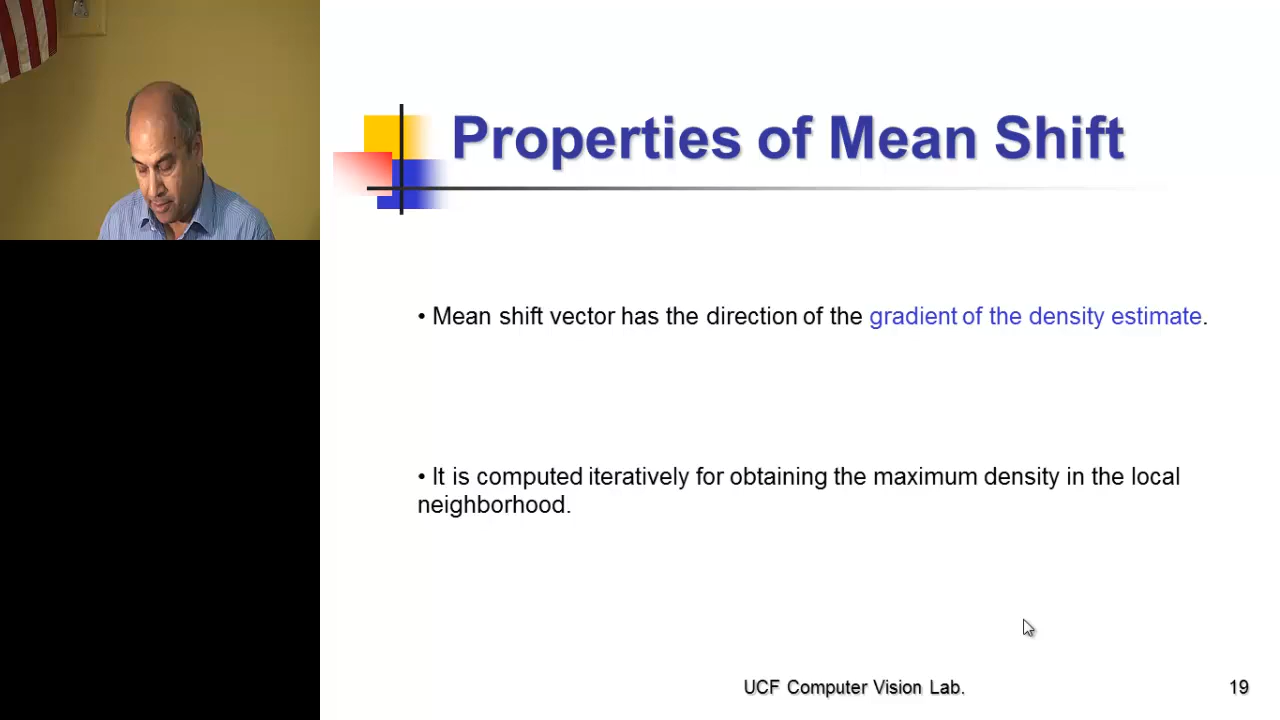 Properties of Mean Shift
• Mean shift vector has the direction of the gradient of the density estimate.
• It is computed iteratively for obtaining the maximum density in the local
neighborhood.
UCF Computer Vision Lab.
19